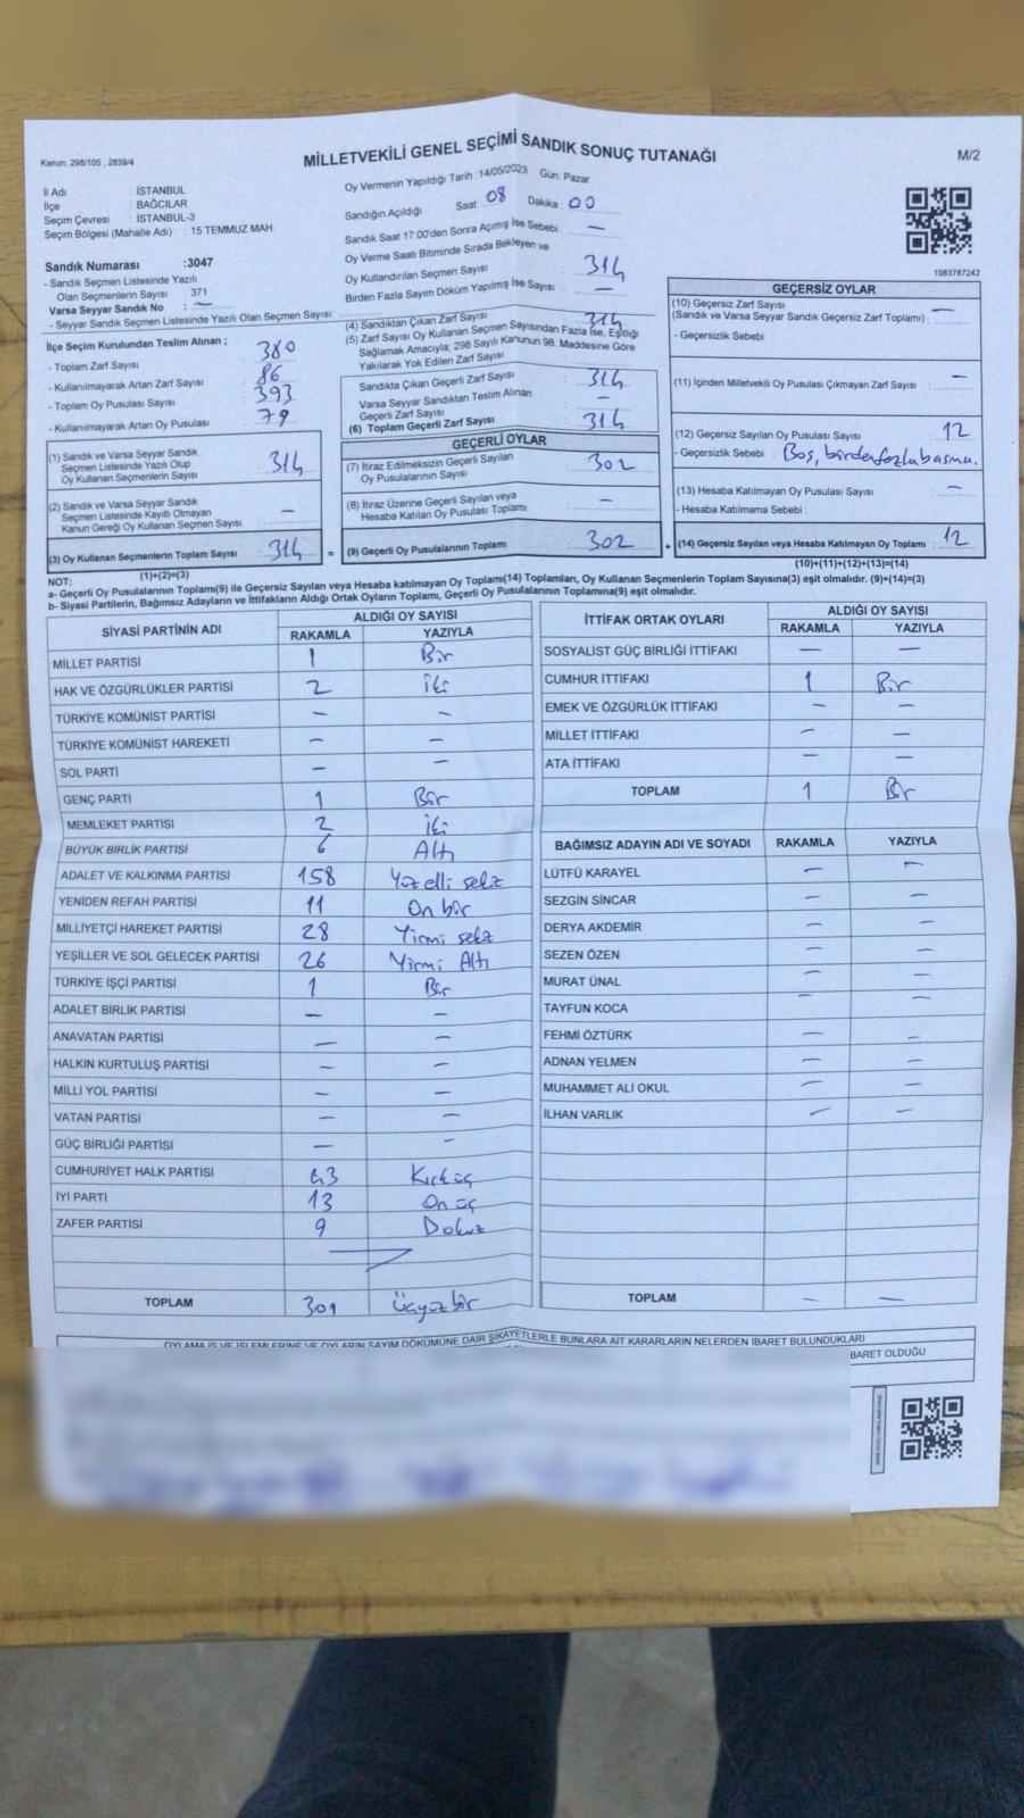 Kanun: 298/105 , 2839/4
MİLLETVEKİLİ GENEL SEÇİMİ SANDIK SONUÇ TUTANAĞI
M/2
İl Adı İSTANBUL
İlçe BAĞCILAR
Seçim Çevresi : İSTANBUL-3
Seçim Bölgesi (Mahalle Adı) : 15 TEMMUZ MAH
Sandık Numarası :3047
- Sandık Seçmen Listesinde Yazılı
Olan Seçmenlerin Sayısı 371
Varsa Seyyar Sandık No : —
- Seyyar Sandık Seçmen Listesinde Yazılı Olan Seçmen Sayısı
İlçe Seçim Kurulundan Teslim Alınan ;
- Toplam Zarf Sayısı 380
- Kullanılmayarak Artan Zarf Sayısı 86
- Toplam Oy Pusulası Sayısı 393
- Kullanılmayarak Artan Oy Pusulası 79
(1) Sandık ve Varsa Seyyar Sandık
Seçmen Listesinde Yazılı Olup
Oy Kullanan Seçmenlerin Sayısı 314
(2) Sandık ve Varsa Seyyar Sandık
Seçmen Listesinde Kayıtlı Olmayan
Kanun Gereği Oy Kullanan Seçmen Sayısı —
(3) Oy Kullanan Seçmenlerin Toplam Sayısı 314 =
(1)+(2)=(3)
Oy Vermenin Yapıldığı Tarih : 14/05/2023 Gün: Pazar
Sandığın Açıldığı Saat: 08 Dakika: 00
Sandık Saat 17:00'den Sonra Açılmış İse Sebebi —
Oy Verme Saati Bitiminde Sırada Bekleyen ve
Oy Kullandırılan Seçmen Sayısı 314
Birden Fazla Sayım Döküm Yapılmış İse Sayısı —
(4) Sandıktan Çıkan Zarf Sayısı 314
(5) Zarf Sayısı Oy Kullanan Seçmen Sayısından Fazla İse, Eşitliği
Sağlamak Amacıyla; 298 Sayılı Kanunun 98. Maddesine Göre
Yakılarak Yok Edilen Zarf Sayısı
Sandıkta Çıkan Geçerli Zarf Sayısı 314
Varsa Seyyar Sandıktan Teslim Alınan
Geçerli Zarf Sayısı —
(6) Toplam Geçerli Zarf Sayısı 314
GEÇERLİ OYLAR
(7) İtiraz Edilmeksizin Geçerli Sayılan
Oy Pusulalarının Sayısı 302
(8) İtiraz Üzerine Geçerli Sayılan veya
Hesaba Katılan Oy Pusulası Toplamı —
(9) Geçerli Oy Pusulalarının Toplamı 302 +
1083787242
GEÇERSİZ OYLAR
(10) Geçersiz Zarf Sayısı
(Sandık ve Varsa Seyyar Sandık Geçersiz Zarf Toplamı) : —
- Geçersizlik Sebebi
(11) İçinden Milletvekili Oy Pusulası Çıkmayan Zarf Sayısı —
(12) Geçersiz Sayılan Oy Pusulası Sayısı 12
- Geçersizlik Sebebi Boş, birden fazla basma.
(13) Hesaba Katılmayan Oy Pusulası Sayısı —
- Hesaba Katılmama Sebebi
(14) Geçersiz Sayılan veya Hesaba Katılmayan Oy Toplamı 12
(10)+(11)+(12)+(13)=(14)
NOT:
a- Geçerli Oy Pusulalarının Toplamı(9) ile Geçersiz Sayılan veya Hesaba katılmayan Oy Toplamı(14) Toplamları, Oy Kullanan Seçmenlerin Toplam Sayısına(3) eşit olmalıdır. (9)+(14)=(3)
b- Siyasi Partilerin, Bağımsız Adayların ve İttifakların Aldığı Ortak Oyların Toplamı, Geçerli Oy Pusulalarının Toplamına(9) eşit olmalıdır.
SİYASİ PARTİNİN ADI ALDIĞI OY SAYISI
RAKAMLA YAZIYLA
MİLLET PARTİSİ 1 Bir
HAK VE ÖZGÜRLÜKLER PARTİSİ 2 İki
TÜRKİYE KOMÜNİST PARTİSİ — —
TÜRKİYE KOMÜNİST HAREKETİ — —
SOL PARTİ — —
GENÇ PARTİ 1 Bir
MEMLEKET PARTİSİ 2 İki
BÜYÜK BİRLİK PARTİSİ 6 Altı
ADALET VE KALKINMA PARTİSİ 158 Yüz elli sekiz
YENİDEN REFAH PARTİSİ 11 On bir
MİLLİYETÇİ HAREKET PARTİSİ 28 Yirmi sekiz
YEŞİLLER VE SOL GELECEK PARTİSİ 26 Yirmi Altı
TÜRKİYE İŞÇİ PARTİSİ 1 Bir
ADALET BİRLİK PARTİSİ — —
ANAVATAN PARTİSİ — —
HALKIN KURTULUŞ PARTİSİ — —
MİLLİ YOL PARTİSİ — —
VATAN PARTİSİ — —
GÜÇ BİRLİĞİ PARTİSİ — —
CUMHURİYET HALK PARTİSİ 43 Kırküç
İYİ PARTİ 13 On üç
ZAFER PARTİSİ 9 Dokuz
TOPLAM 301 Üçyüz bir
İTTİFAK ORTAK OYLARI ALDIĞI OY SAYISI
RAKAMLA YAZIYLA
SOSYALİST GÜÇ BİRLİĞİ İTTİFAKI — —
CUMHUR İTTİFAKI 1 Bir
EMEK VE ÖZGÜRLÜK İTTİFAKI — —
MİLLET İTTİFAKI — —
ATA İTTİFAKI — —
TOPLAM 1 Bir
BAĞIMSIZ ADAYIN ADI VE SOYADI RAKAMLA YAZIYLA
LÜTFÜ KARAYEL — —
SEZGİN SİNCAR — —
DERYA AKDEMİR — —
SEZEN ÖZEN — —
MURAT ÜNAL — —
TAYFUN KOCA — —
FEHMİ ÖZTÜRK — —
ADNAN YELMEN — —
MUHAMMET ALİ OKUL — —
İLHAN VARLIK — —
TOPLAM — —
OYLAMA İŞ VE İŞLEMLERİNE VE OYLARIN SAYIM DÖKÜMÜNE DAİR ŞİKAYETLERLE BUNLARA AİT KARARLARIN NELERDEN İBARET BULUNDUKLARI
BARET OLDUĞU